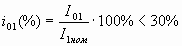 i₀₁(%) = I₀₁ / I₁ном · 100% < 30%